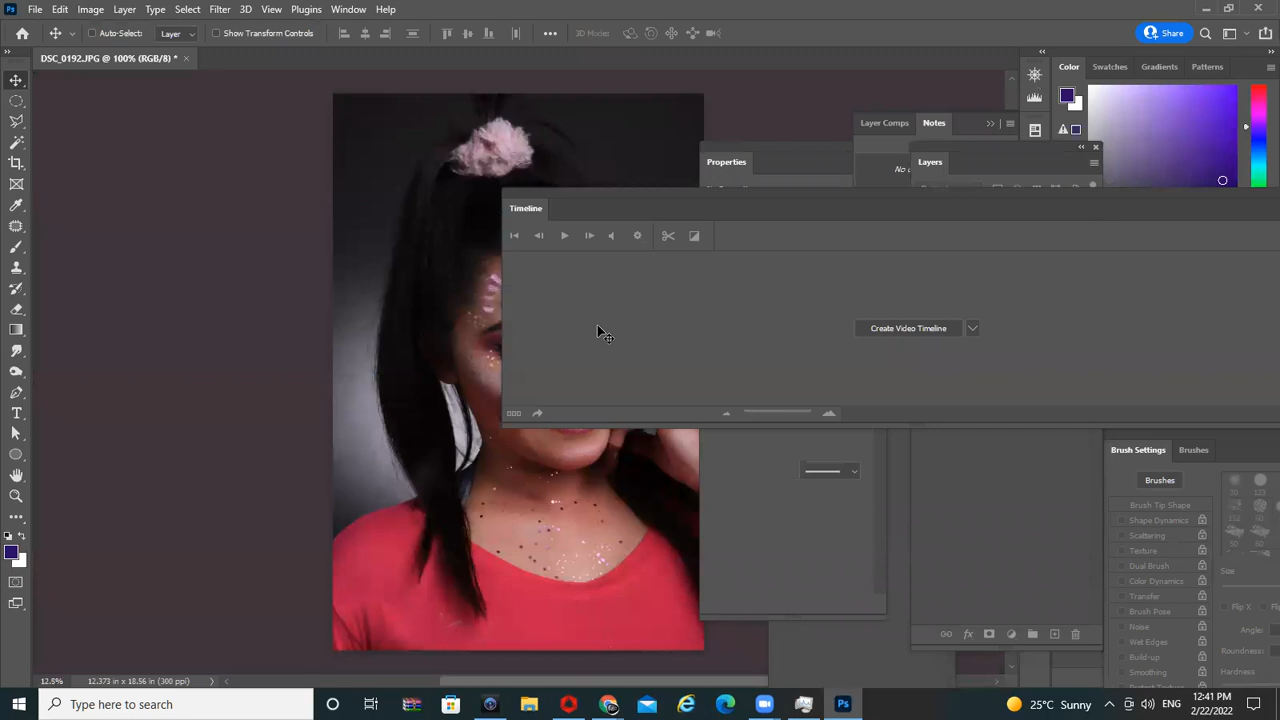 Ps File Edit Image Layer Type Select Filter 3D View Plugins Window Help
Auto-Select: Layer Show Transform Controls 3D Mode: Share
DSC_0192.JPG @ 100% (RGB/8) *
Color Swatches Gradients Patterns
Layer Comps Notes
Properties
Layers
Timeline
Create Video Timeline
Brush Settings Brushes
Brushes
Brush Tip Shape
Shape Dynamics
Scattering
Texture
Dual Brush
Color Dynamics
Transfer
Brush Pose
Noise
Wet Edges
Build-up
Smoothing
30 123
Size
Flip X
Angle:
Roundness:
Hardness
12.5% 12.373 in x 18.56 in (300 ppi)
Type here to search
25°C Sunny
ENG
12:41 PM
2/22/2022